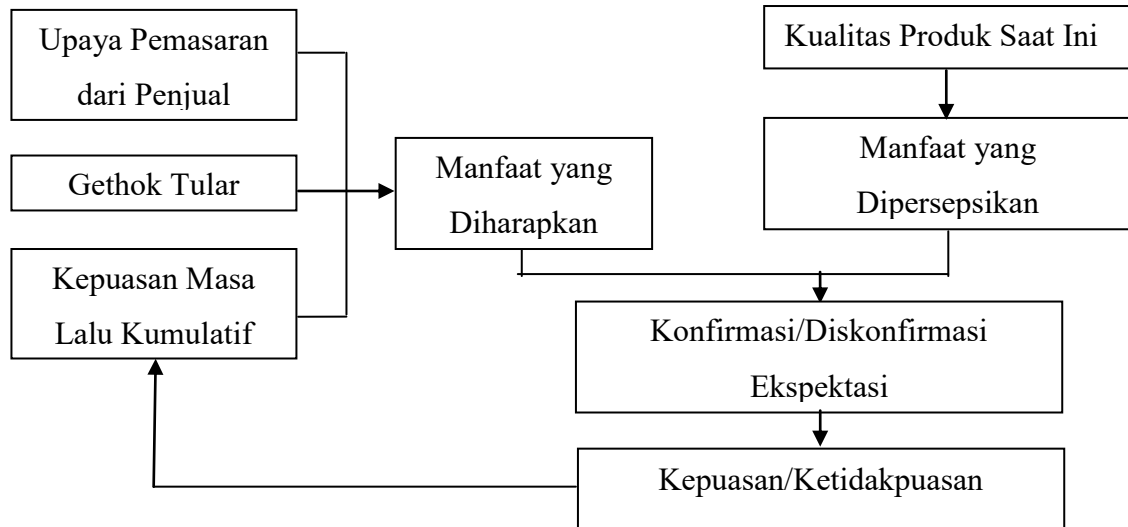 Upaya Pemasaran
dari Penjual
Gethok Tular
Kepuasan Masa
Lalu Kumulatif
Manfaat yang
Diharapkan
Kualitas Produk Saat Ini
Manfaat yang
Dipersepsikan
Konfirmasi/Diskonfirmasi
Ekspektasi
Kepuasan/Ketidakpuasan